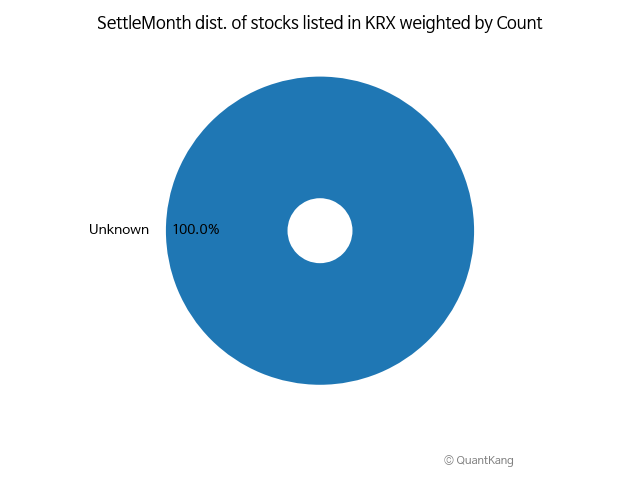 SettleMonth dist. of stocks listed in KRX weighted by Count
Unknown 100.0%
© QuantKang